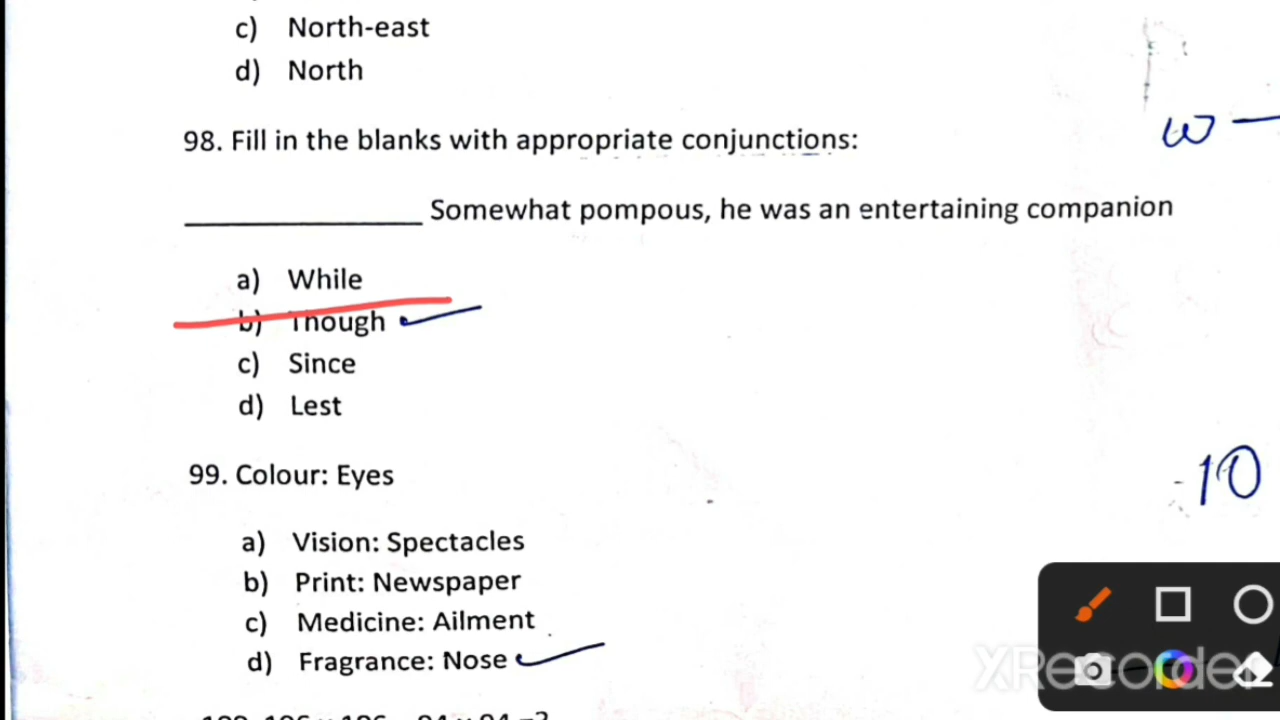 c) North-east
d) North
98. Fill in the blanks with appropriate conjunctions:
Somewhat pompous, he was an entertaining companion
a) While
b) Though
c) Since
d) Lest
99. Colour: Eyes
a) Vision: Spectacles
b) Print: Newspaper
c) Medicine: Ailment
d) Fragrance: Nose
w
10
XRecorder